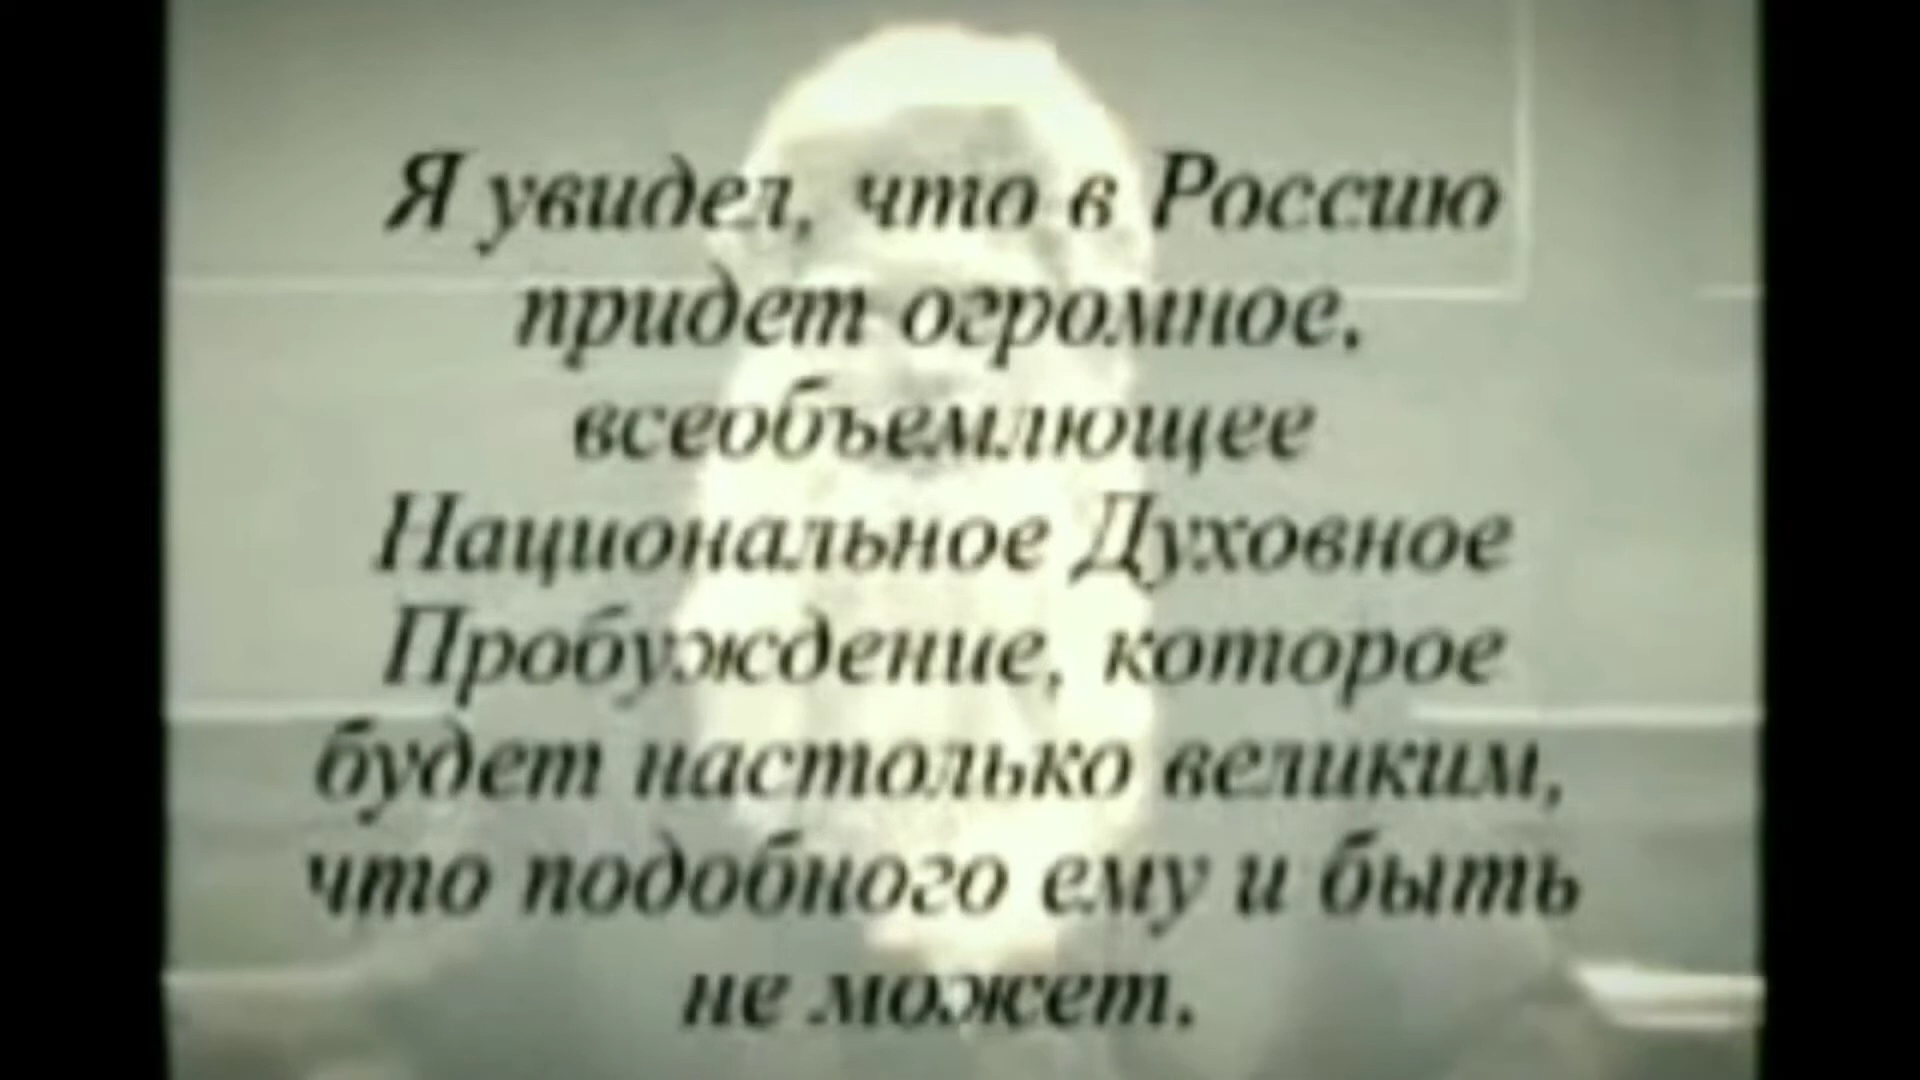 Я увидел, что в Россию
придет огромное,
всеобъемлющее
Национальное Духовное
Пробуждение, которое
будет настолько великим,
что подобного ему и быть
не может.